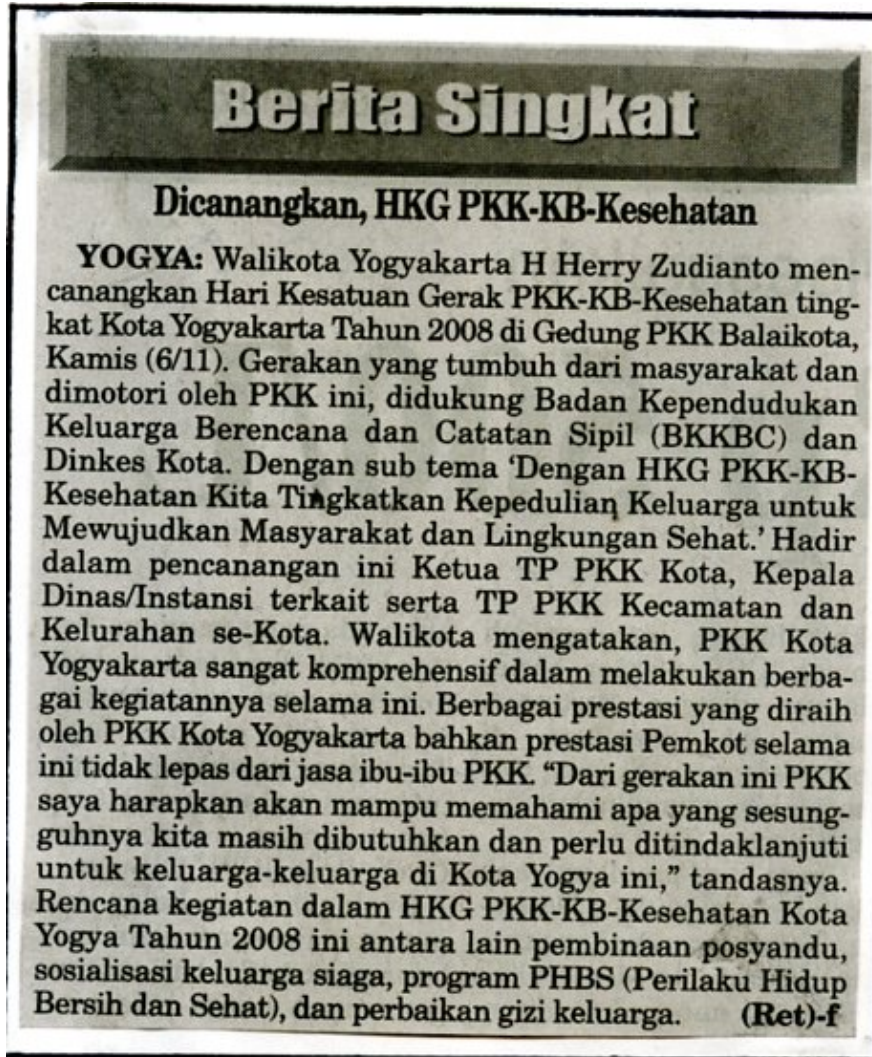 Berita Singkat
Dicanangkan, HKG PKK-KB-Kesehatan
YOGYA: Walikota Yogyakarta H Herry Zudianto men-
canangkan Hari Kesatuan Gerak PKK-KB-Kesehatan ting-
kat Kota Yogyakarta Tahun 2008 di Gedung PKK Balaikota,
Kamis (6/11). Gerakan yang tumbuh dari masyarakat dan
dimotori oleh PKK ini, didukung Badan Kependudukan
Keluarga Berencana dan Catatan Sipil (BKKBC) dan
Dinkes Kota. Dengan sub tema ‘Dengan HKG PKK-KB-
Kesehatan Kita Tingkatkan Kepedulian Keluarga untuk
Mewujudkan Masyarakat dan Lingkungan Sehat.’ Hadir
dalam pencanangan ini Ketua TP PKK Kota, Kepala
Dinas/Instansi terkait serta TP PKK Kecamatan dan
Kelurahan se-Kota. Walikota mengatakan, PKK Kota
Yogyakarta sangat komprehensif dalam melakukan berba-
gai kegiatannya selama ini. Berbagai prestasi yang diraih
oleh PKK Kota Yogyakarta bahkan prestasi Pemkot selama
ini tidak lepas dari jasa ibu-ibu PKK. “Dari gerakan ini PKK
saya harapkan akan mampu memahami apa yang sesung-
guhnya kita masih dibutuhkan dan perlu ditindaklanjuti
untuk keluarga-keluarga di Kota Yogya ini,” tandasnya.
Rencana kegiatan dalam HKG PKK-KB-Kesehatan Kota
Yogya Tahun 2008 ini antara lain pembinaan posyandu,
sosialisasi keluarga siaga, program PHBS (Perilaku Hidup
Bersih dan Sehat), dan perbaikan gizi keluarga. (Ret)-f